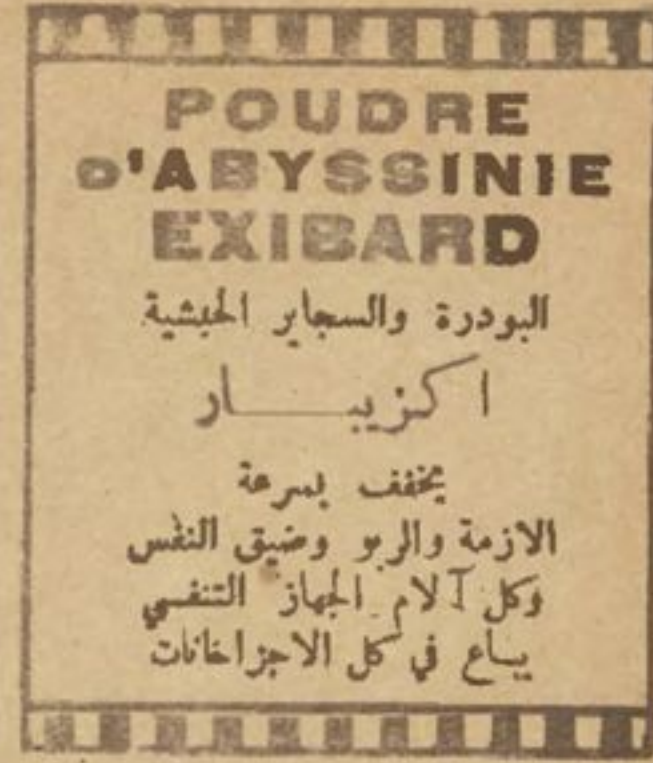 POUDRE
D'ABYSSINIE
EXIBARD
البودرة والسجاير الحبشية
اكزيبــــــار
يخفف بسرعة
الازمة والربو وضيق النفس
وكل آلام الجهاز التنفسي
يباع في كل الاجزاخانات